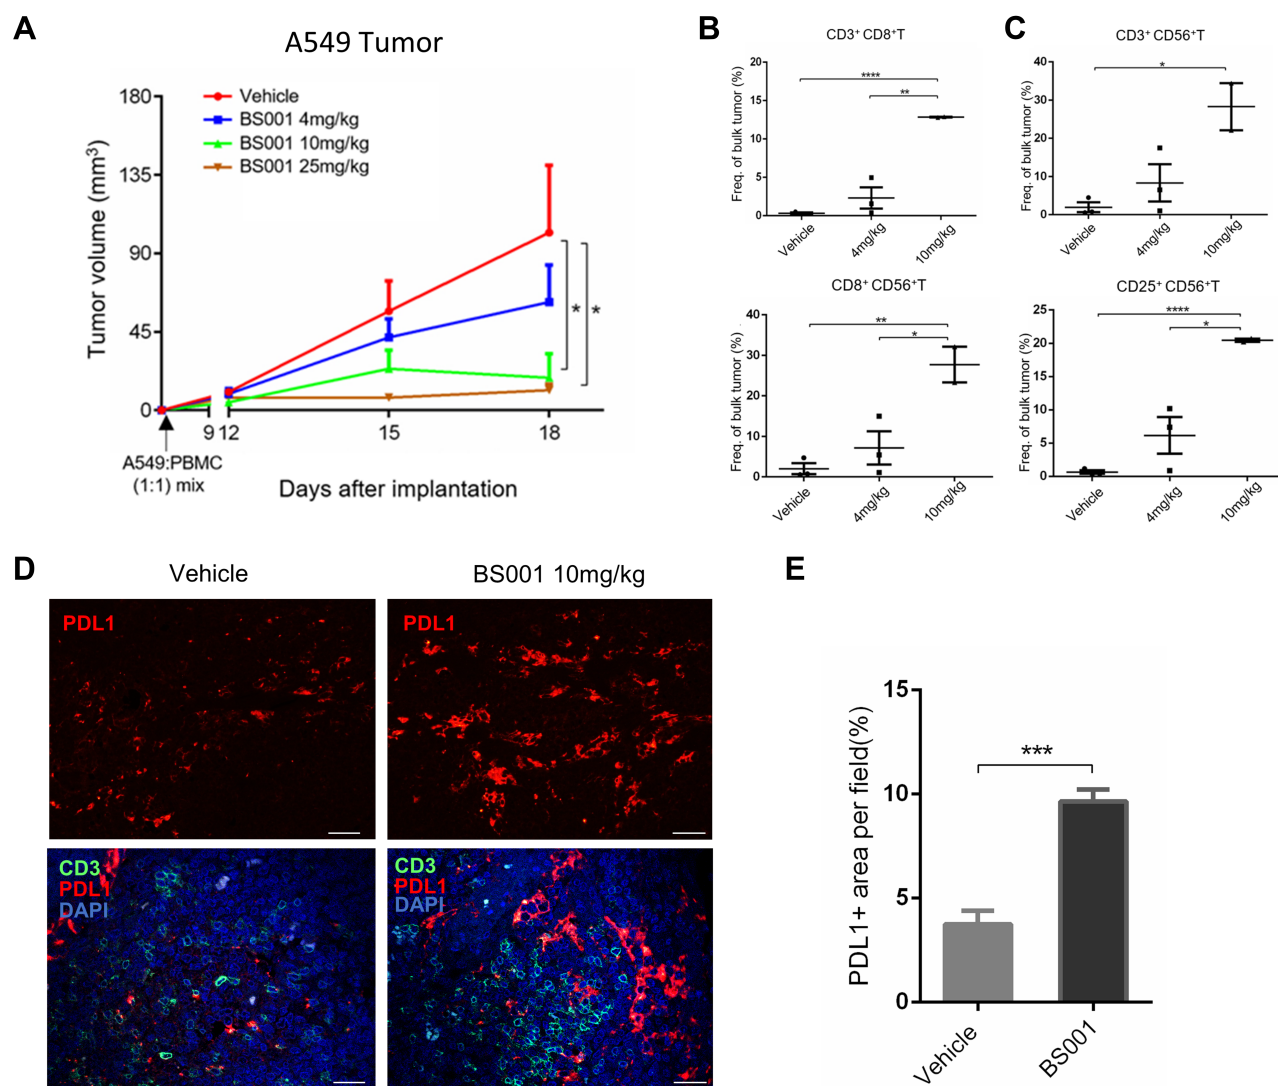 A
A549 Tumor
Tumor volume (mm³)
180
135
90
45
0
Vehicle
BS001 4mg/kg
BS001 10mg/kg
BS001 25mg/kg
*
*
9 12 15 18
A549:PBMC
(1:1) mix
Days after implantation
B
CD3⁺ CD8⁺T
Freq. of bulk tumor (%)
20
15
10
5
0
****
**
Vehicle
4mg/kg
10mg/kg
CD8⁺ CD56⁺T
Freq. of bulk tumor (%)
40
30
20
10
0
**
*
Vehicle
4mg/kg
10mg/kg
C
CD3⁺ CD56⁺T
Freq. of bulk tumor (%)
40
30
20
10
0
*
Vehicle
4mg/kg
10mg/kg
CD25⁺ CD56⁺T
Freq. of bulk tumor (%)
25
20
15
10
5
0
****
*
Vehicle
4mg/kg
10mg/kg
D
Vehicle
BS001 10mg/kg
PDL1
PDL1
CD3
PDL1
DAPI
CD3
PDL1
DAPI
E
PDL1+ area per field(%)
15
10
5
0
***
Vehicle
BS001